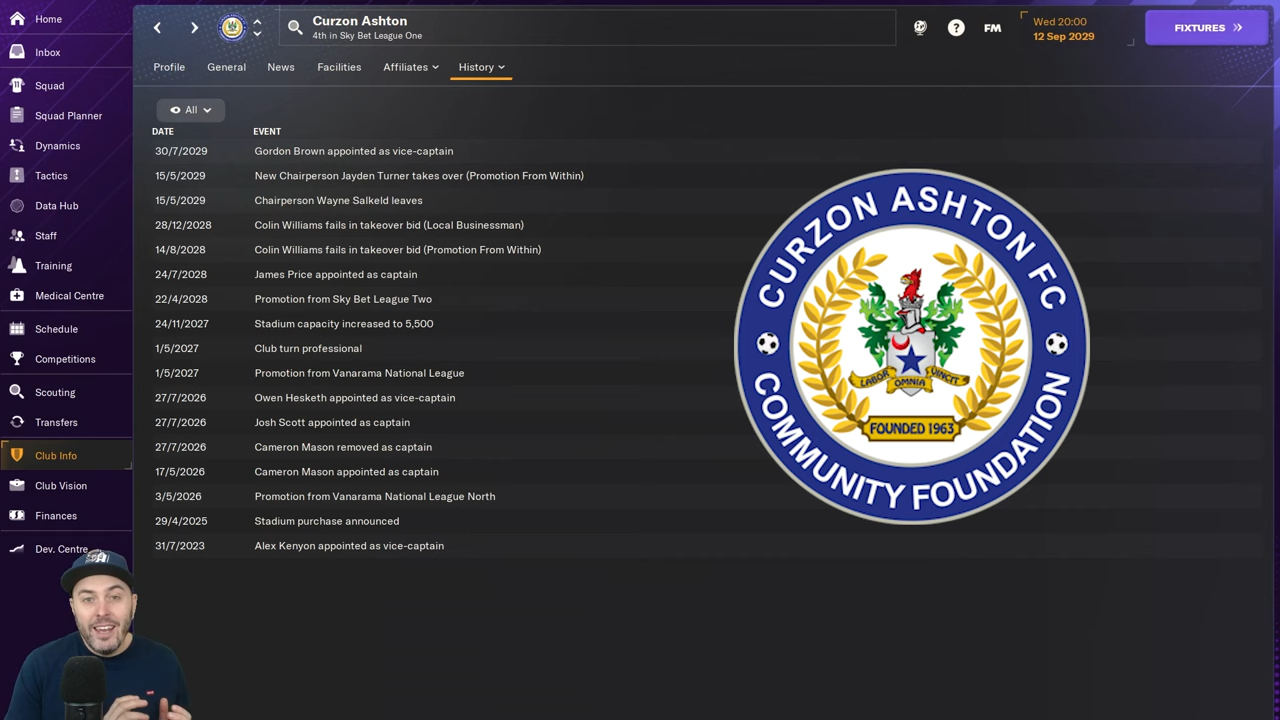 Home
Inbox
Squad
Squad Planner
Dynamics
Tactics
Data Hub
Staff
Training
Medical Centre
Schedule
Competitions
Scouting
Transfers
Club Info
Club Vision
Finances
Dev. Centre
Curzon Ashton
4th in Sky Bet League One
FM
Wed 20:00
12 Sep 2029
FIXTURES
Profile General News Facilities Affiliates History
All
DATE EVENT
30/7/2029 Gordon Brown appointed as vice-captain
15/5/2029 New Chairperson Jayden Turner takes over (Promotion From Within)
15/5/2029 Chairperson Wayne Salkeld leaves
28/12/2028 Colin Williams fails in takeover bid (Local Businessman)
14/8/2028 Colin Williams fails in takeover bid (Promotion From Within)
24/7/2028 James Price appointed as captain
22/4/2028 Promotion from Sky Bet League Two
24/11/2027 Stadium capacity increased to 5,500
1/5/2027 Club turn professional
1/5/2027 Promotion from Vanarama National League
27/7/2026 Owen Hesketh appointed as vice-captain
27/7/2026 Josh Scott appointed as captain
27/7/2026 Cameron Mason removed as captain
17/5/2026 Cameron Mason appointed as captain
3/5/2026 Promotion from Vanarama National League North
29/4/2025 Stadium purchase announced
31/7/2023 Alex Kenyon appointed as vice-captain
CURZON ASHTON FC
LABOR OMNIA VINCIT
FOUNDED 1963
COMMUNITY FOUNDATION